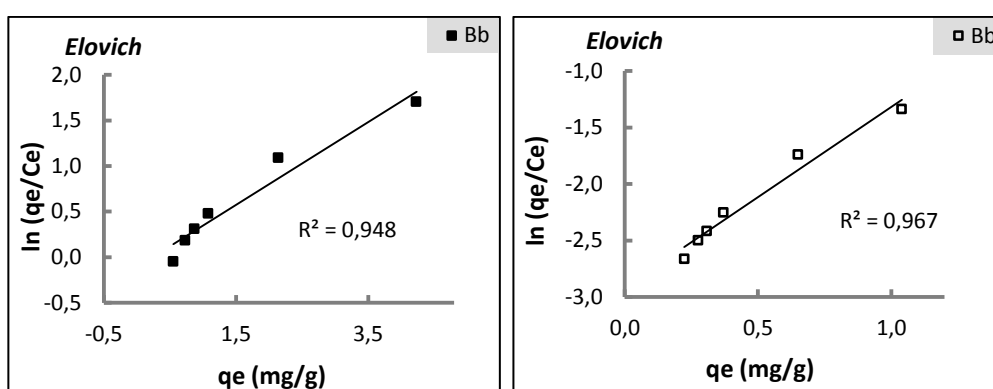 Elovich
Bb
2,0
1,5
1,0
0,5
0,0
-0,5
ln (qe/Ce)
R² = 0,948
-0,5 1,5 3,5
qe (mg/g)
Elovich
Bb
-1,0
-1,5
-2,0
-2,5
-3,0
ln (qe/Ce)
R² = 0,967
0,0 0,5 1,0
qe (mg/g)